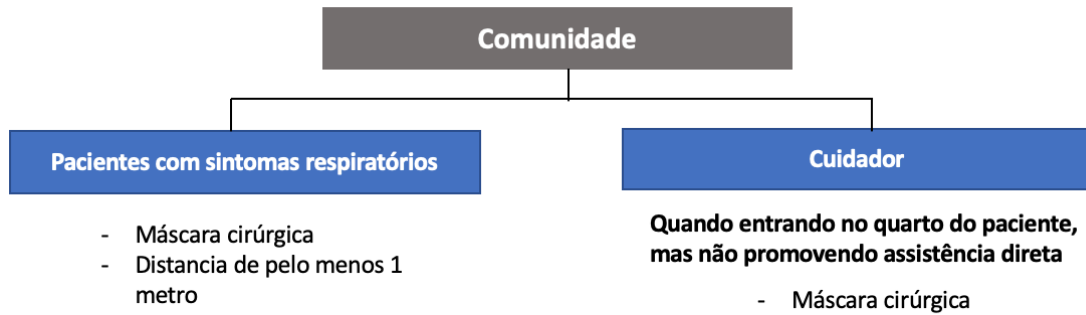 Comunidade
Pacientes com sintomas respiratórios
- Máscara cirúrgica
- Distancia de pelo menos 1
metro
Cuidador
Quando entrando no quarto do paciente,
mas não promovendo assistência direta
- Máscara cirúrgica